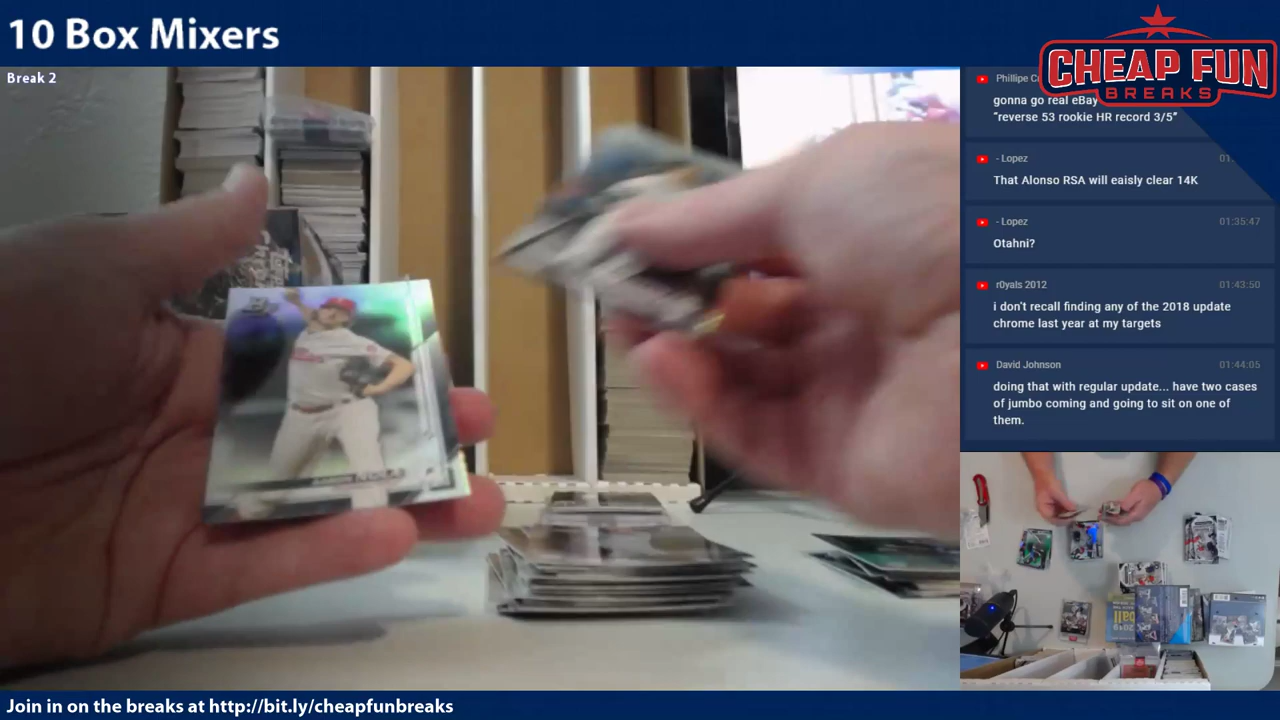 10 Box Mixers
Break 2
CHEAP FUN
BREAKS
Phillipe
gonna go real eBay
"reverse 53 rookie HR record 3/5"
- Lopez
That Alonso RSA will eaisly clear 14K
- Lopez 01:35:47
Otahni?
r0yals 2012 01:43:50
i don't recall finding any of the 2018 update
chrome last year at my targets
David Johnson 01:44:05
doing that with regular update... have two cases
of jumbo coming and going to sit on one of
them.
AARON NOLA
Join in on the breaks at http://bit.ly/cheapfunbreaks